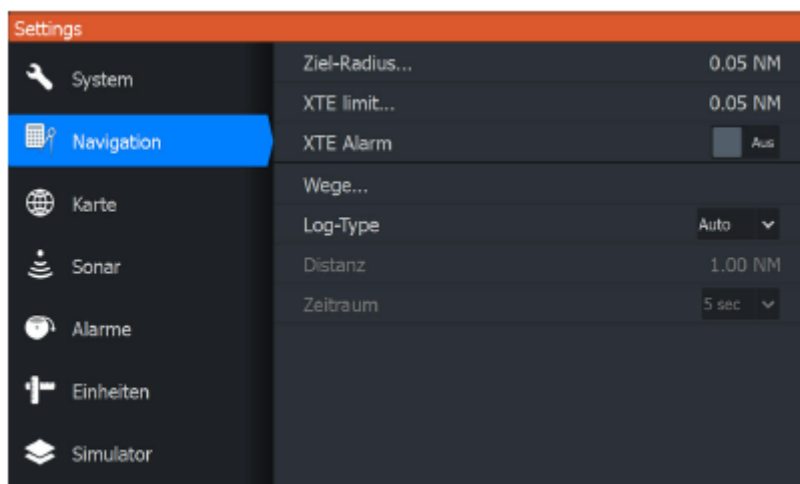 Settings
System
Navigation
Karte
Sonar
Alarme
Einheiten
Simulator
Ziel-Radius... 0.05 NM
XTE limit... 0.05 NM
XTE Alarm Aus
Wege...
Log-Type Auto
Distanz 1.00 NM
Zeitraum 5 sec